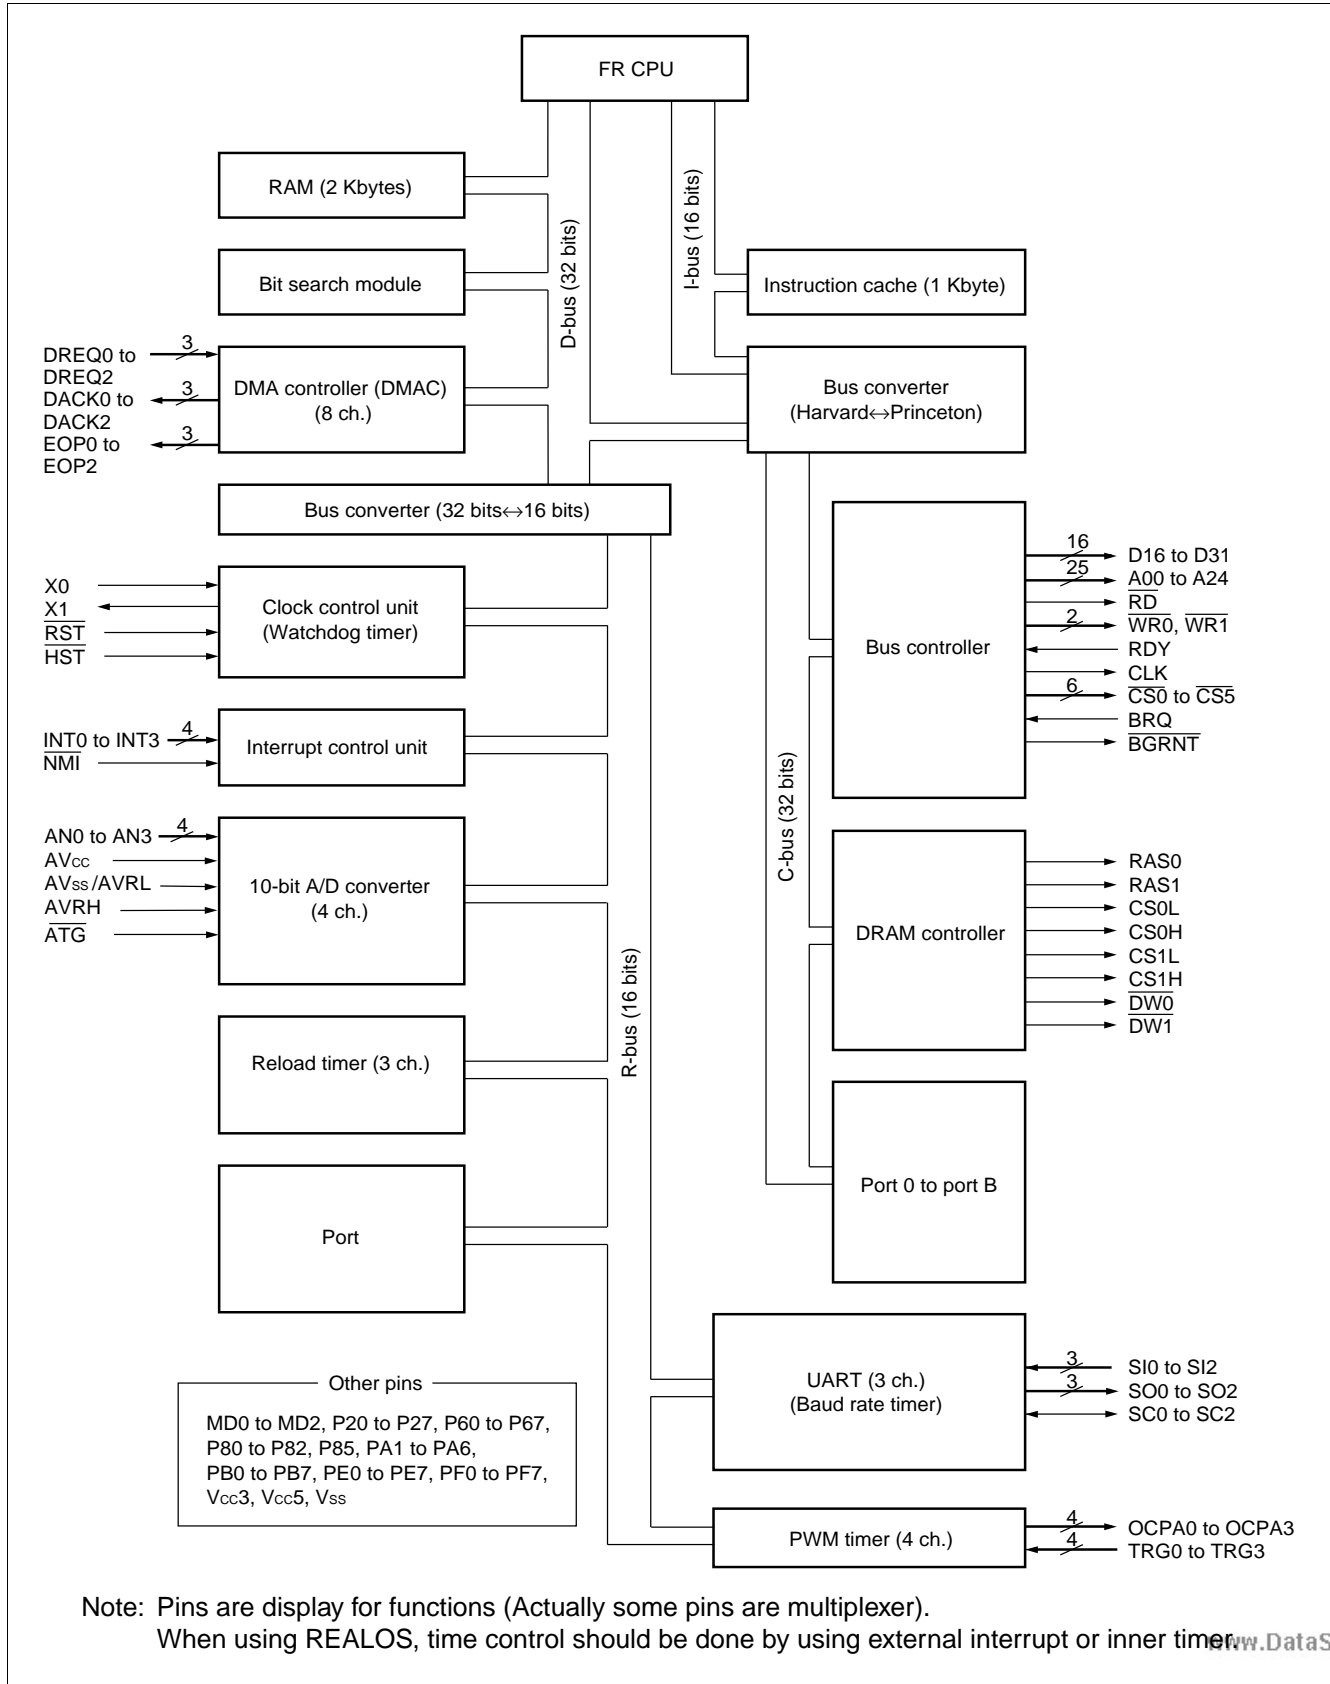 FR CPU
RAM (2 Kbytes)
Bit search module
D-bus (32 bits)
I-bus (16 bits)
Instruction cache (1 Kbyte)
DREQ0 to
DREQ2
3
DACK0 to
DACK2
3
EOP0 to
EOP2
3
DMA controller (DMAC)
(8 ch.)
Bus converter
(Harvard↔Princeton)
Bus converter (32 bits↔16 bits)
X0
X1
RST
HST
Clock control unit
(Watchdog timer)
Bus controller
16
D16 to D31
25
A00 to A24
RD
2
WR0, WR1
RDY
CLK
6
CS0 to CS5
BRQ
BGRNT
INT0 to INT3
4
NMI
Interrupt control unit
C-bus (32 bits)
AN0 to AN3
4
AVCC
AVSS/AVRL
AVRH
ATG
10-bit A/D converter
(4 ch.)
DRAM controller
RAS0
RAS1
CS0L
CS0H
CS1L
CS1H
DW0
DW1
R-bus (16 bits)
Reload timer (3 ch.)
Port
Port 0 to port B
UART (3 ch.)
(Baud rate timer)
3
SI0 to SI2
3
SO0 to SO2
SC0 to SC2
Other pins
MD0 to MD2, P20 to P27, P60 to P67,
P80 to P82, P85, PA1 to PA6,
PB0 to PB7, PE0 to PE7, PF0 to PF7,
VCC3, VCC5, VSS
PWM timer (4 ch.)
4
OCPA0 to OCPA3
4
TRG0 to TRG3
Note: Pins are display for functions (Actually some pins are multiplexer).
When using REALOS, time control should be done by using external interrupt or inner timer.
www.DataS